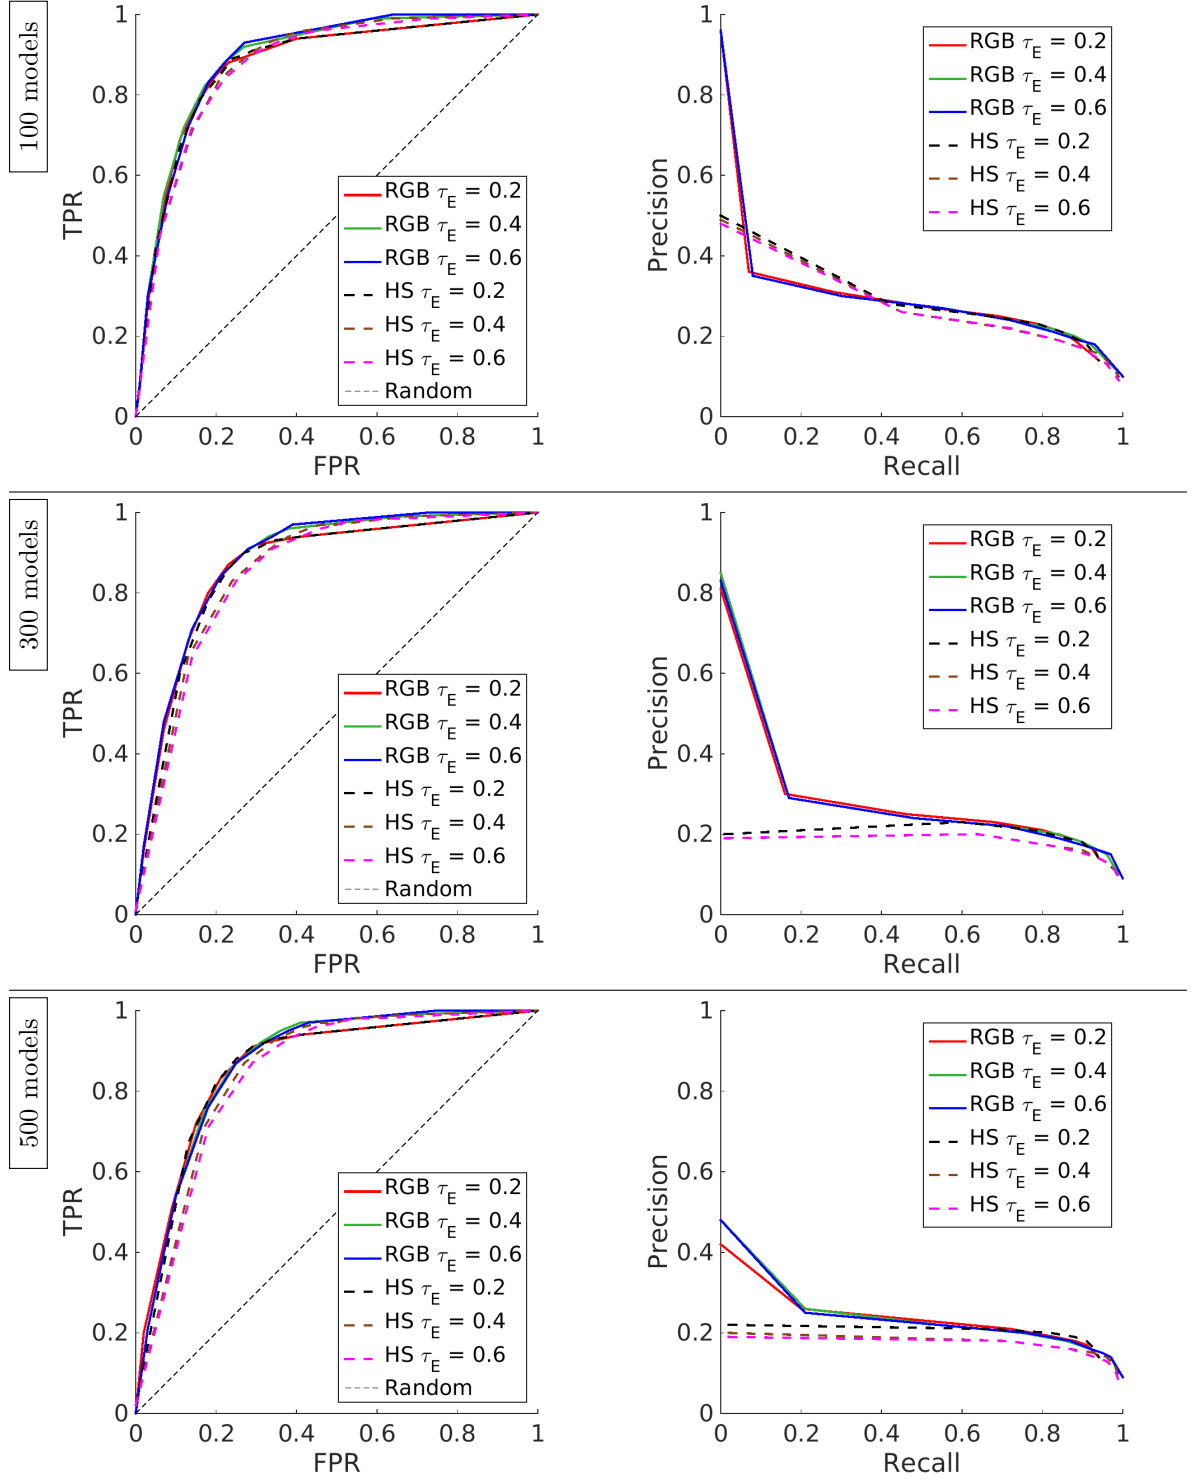 100 models
1
0.8
0.6
0.4
0.2
0
TPR
0 0.2 0.4 0.6 0.8 1
FPR
RGB τE = 0.2
RGB τE = 0.4
RGB τE = 0.6
HS τE = 0.2
HS τE = 0.4
HS τE = 0.6
Random
1
0.8
0.6
0.4
0.2
0
Precision
0 0.2 0.4 0.6 0.8 1
Recall
RGB τE = 0.2
RGB τE = 0.4
RGB τE = 0.6
HS τE = 0.2
HS τE = 0.4
HS τE = 0.6
300 models
1
0.8
0.6
0.4
0.2
0
TPR
0 0.2 0.4 0.6 0.8 1
FPR
RGB τE = 0.2
RGB τE = 0.4
RGB τE = 0.6
HS τE = 0.2
HS τE = 0.4
HS τE = 0.6
Random
1
0.8
0.6
0.4
0.2
0
Precision
0 0.2 0.4 0.6 0.8 1
Recall
RGB τE = 0.2
RGB τE = 0.4
RGB τE = 0.6
HS τE = 0.2
HS τE = 0.4
HS τE = 0.6
500 models
1
0.8
0.6
0.4
0.2
0
TPR
0 0.2 0.4 0.6 0.8 1
FPR
RGB τE = 0.2
RGB τE = 0.4
RGB τE = 0.6
HS τE = 0.2
HS τE = 0.4
HS τE = 0.6
Random
1
0.8
0.6
0.4
0.2
0
Precision
0 0.2 0.4 0.6 0.8 1
Recall
RGB τE = 0.2
RGB τE = 0.4
RGB τE = 0.6
HS τE = 0.2
HS τE = 0.4
HS τE = 0.6